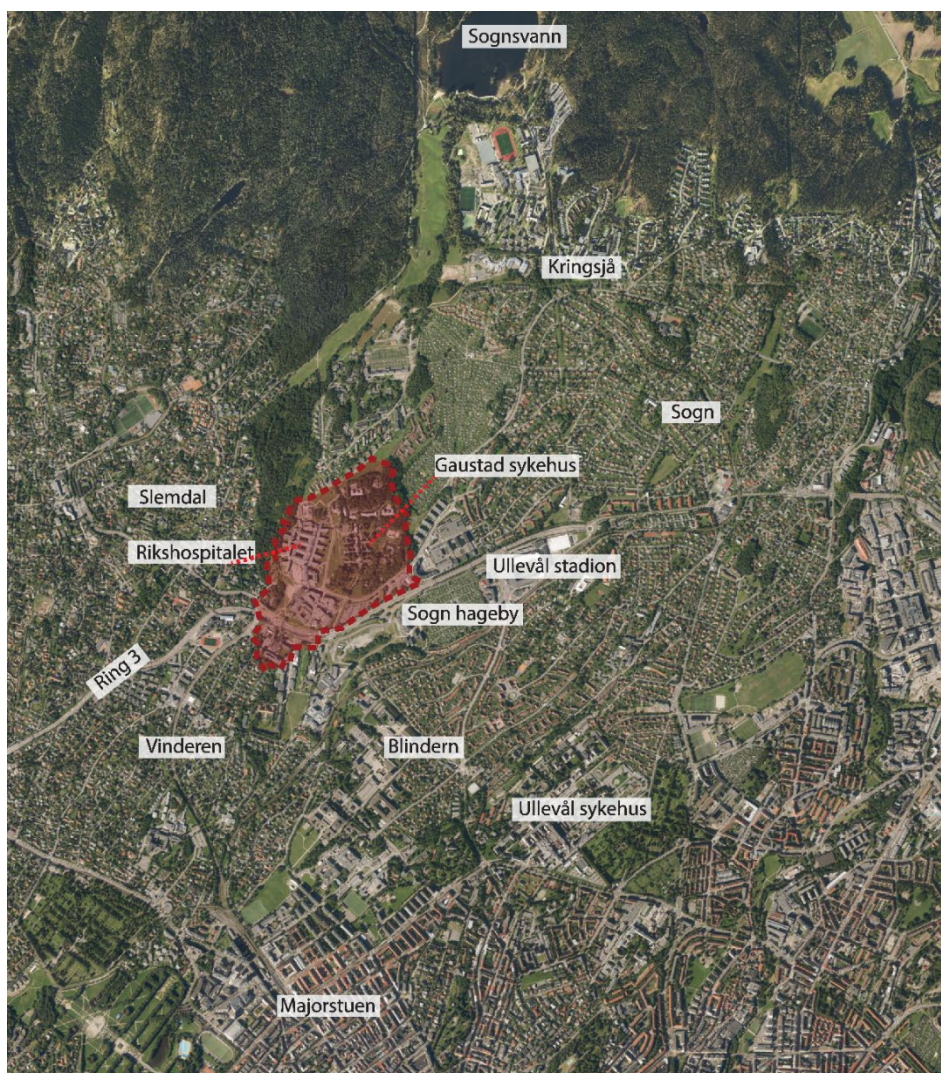 Sognsvann
Kringsjå
Sogn
Gaustad sykehus
Slemdal
Rikshospitalet
Ullevål stadion
Sogn hageby
Ring 3
Vinderen
Blindern
Ullevål sykehus
Majorstuen